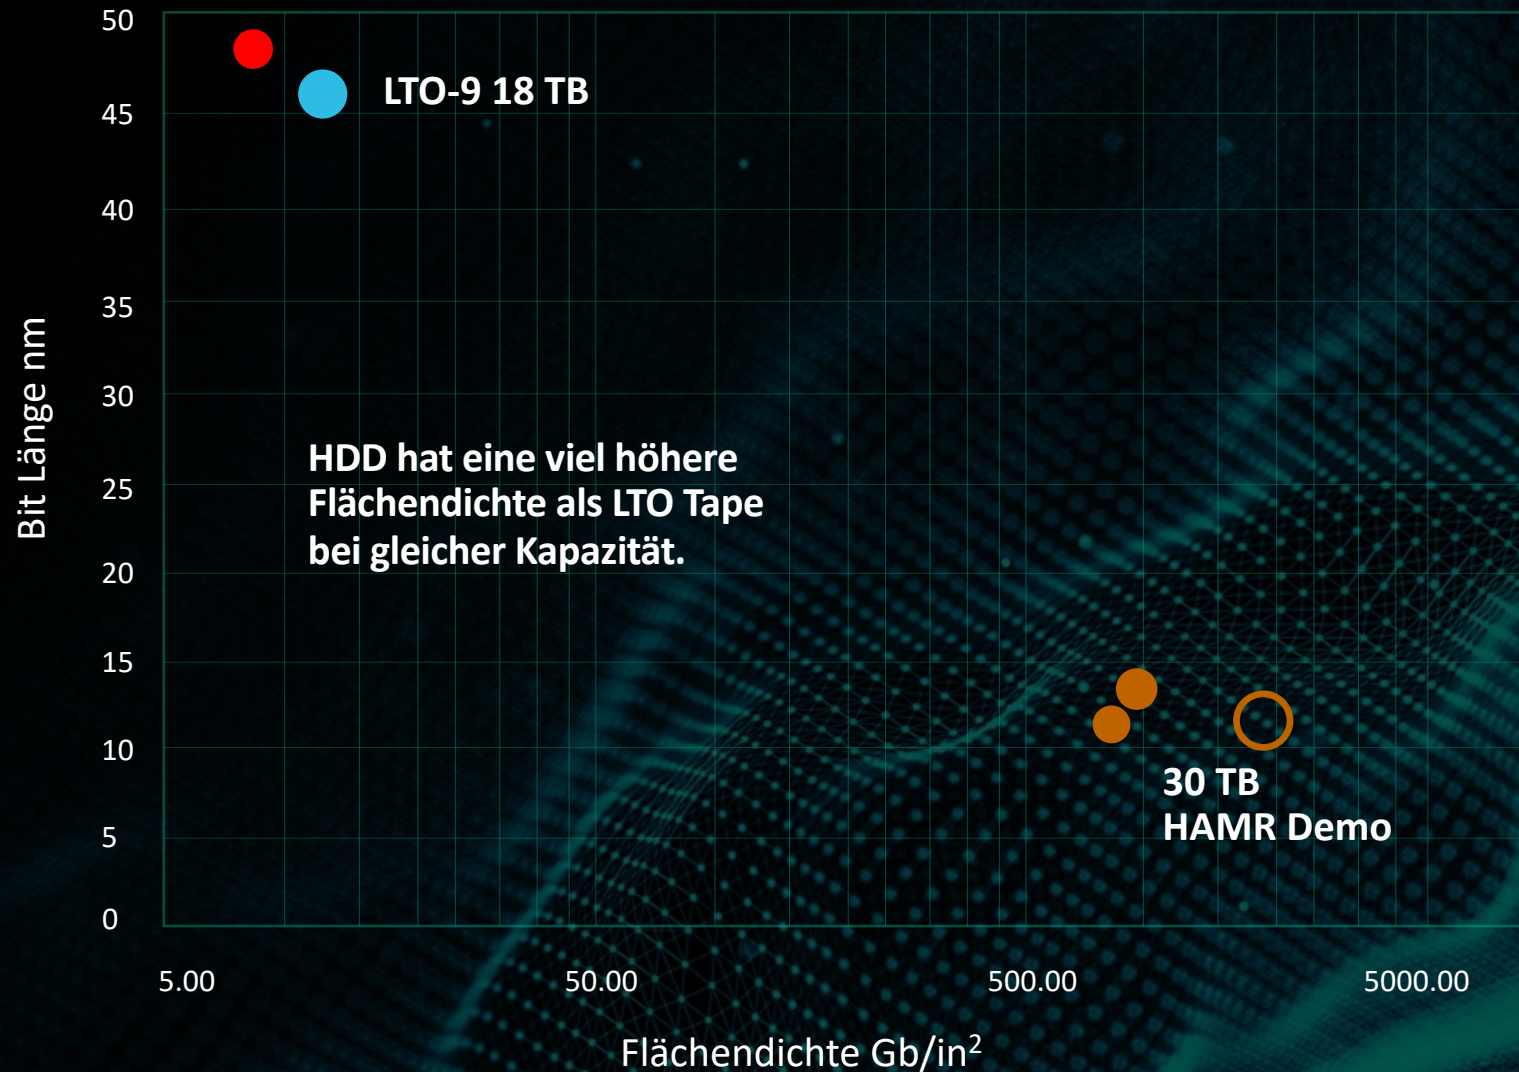 50
LTO-9 18 TB
45
40
35
30
HDD hat eine viel höhere
25
Flächendichte als LTO Tape
bei gleicher Kapazität.
20
15
10
30 TB
HAMR Demo
5
0
Bit Länge nm
5.00 50.00 500.00 5000.00
Flächendichte Gb/in²